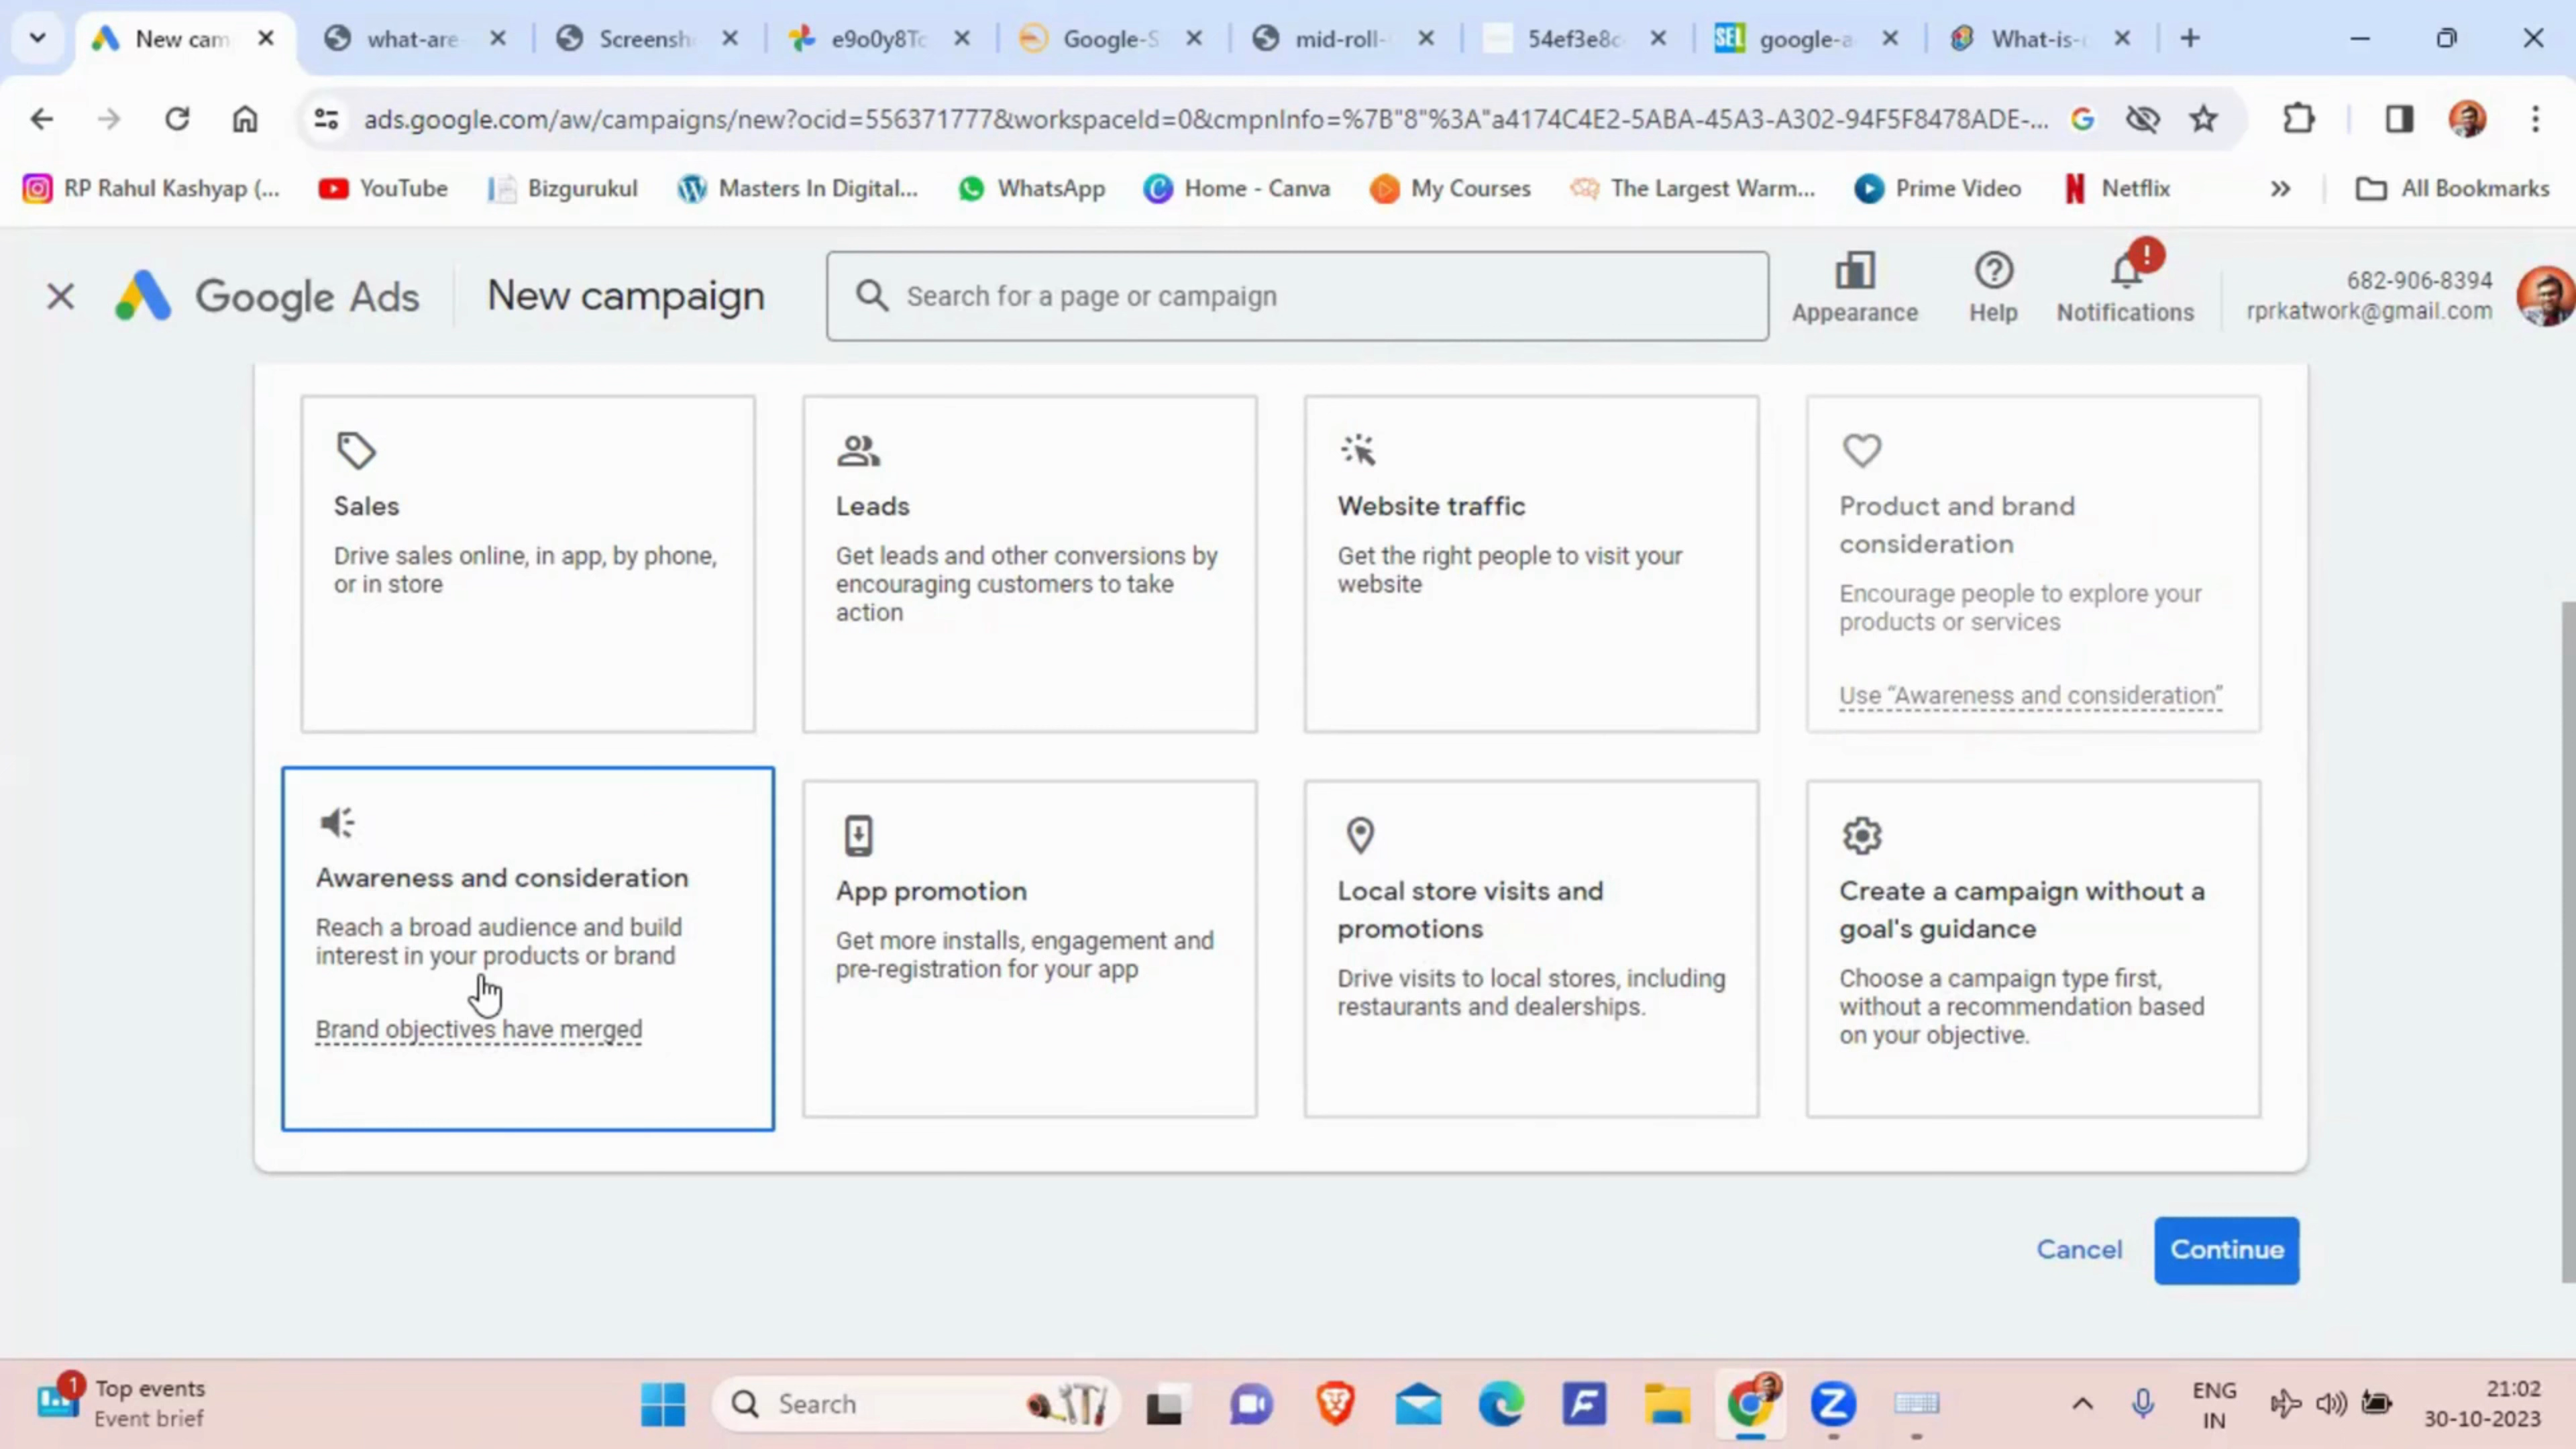 New cam
what-are
Screensh
e9o0y8Tc
Google-S
mid-roll-
54ef3e8c
SEL
google-a
What-is-
ads.google.com/aw/campaigns/new?ocid=556371777&workspaceId=0&cmpnInfo=%7B"8"%3A"a4174C4E2-5ABA-45A3-A302-94F5F8478ADE-...
RP Rahul Kashyap (...
YouTube
Bizgurukul
Masters In Digital...
WhatsApp
Home - Canva
My Courses
The Largest Warm...
Prime Video
Netflix
All Bookmarks
Google Ads
New campaign
Search for a page or campaign
Appearance
Help
Notifications
682-906-8394
rprkatwork@gmail.com
Sales
Drive sales online, in app, by phone,
or in store
Leads
Get leads and other conversions by
encouraging customers to take
action
Website traffic
Get the right people to visit your
website
Product and brand
consideration
Encourage people to explore your
products or services
Use “Awareness and consideration”
Awareness and consideration
Reach a broad audience and build
interest in your products or brand
Brand objectives have merged
App promotion
Get more installs, engagement and
pre-registration for your app
Local store visits and
promotions
Drive visits to local stores, including
restaurants and dealerships.
Create a campaign without a
goal's guidance
Choose a campaign type first,
without a recommendation based
on your objective.
Cancel
Continue
1
Top events
Event brief
Search
ENG
IN
21:02
30-10-2023